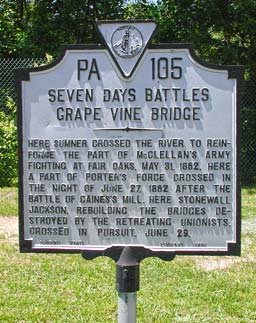 PA 105
SEVEN DAYS BATTLES
GRAPE VINE BRIDGE
HERE SUMNER CROSSED THE RIVER TO REIN-
FORCE THE PART OF McCLELLAN'S ARMY
FIGHTING AT FAIR OAKS, MAY 31, 1862. HERE
A PART OF PORTER'S FORCE CROSSED IN
THE NIGHT OF JUNE 27, 1862 AFTER THE
BATTLE OF GAINES'S MILL. HERE STONEWALL
JACKSON, REBUILDING THE BRIDGES DE-
STROYED BY THE RETREATING UNIONISTS,
CROSSED IN PURSUIT, JUNE 29.